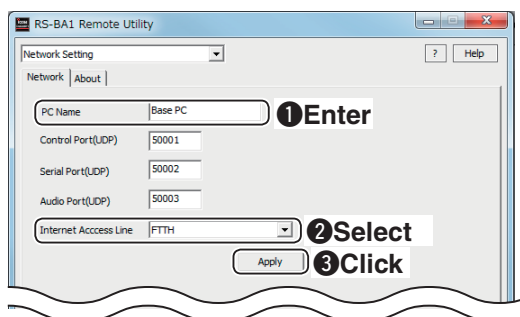 RS-BA1 Remote Utility
Network Setting
? Help
Network About
PC Name Base PC ❶Enter
Control Port(UDP) 50001
Serial Port(UDP) 50002
Audio Port(UDP) 50003
Internet Acccess Line FTTH ❷Select
Apply ❸Click